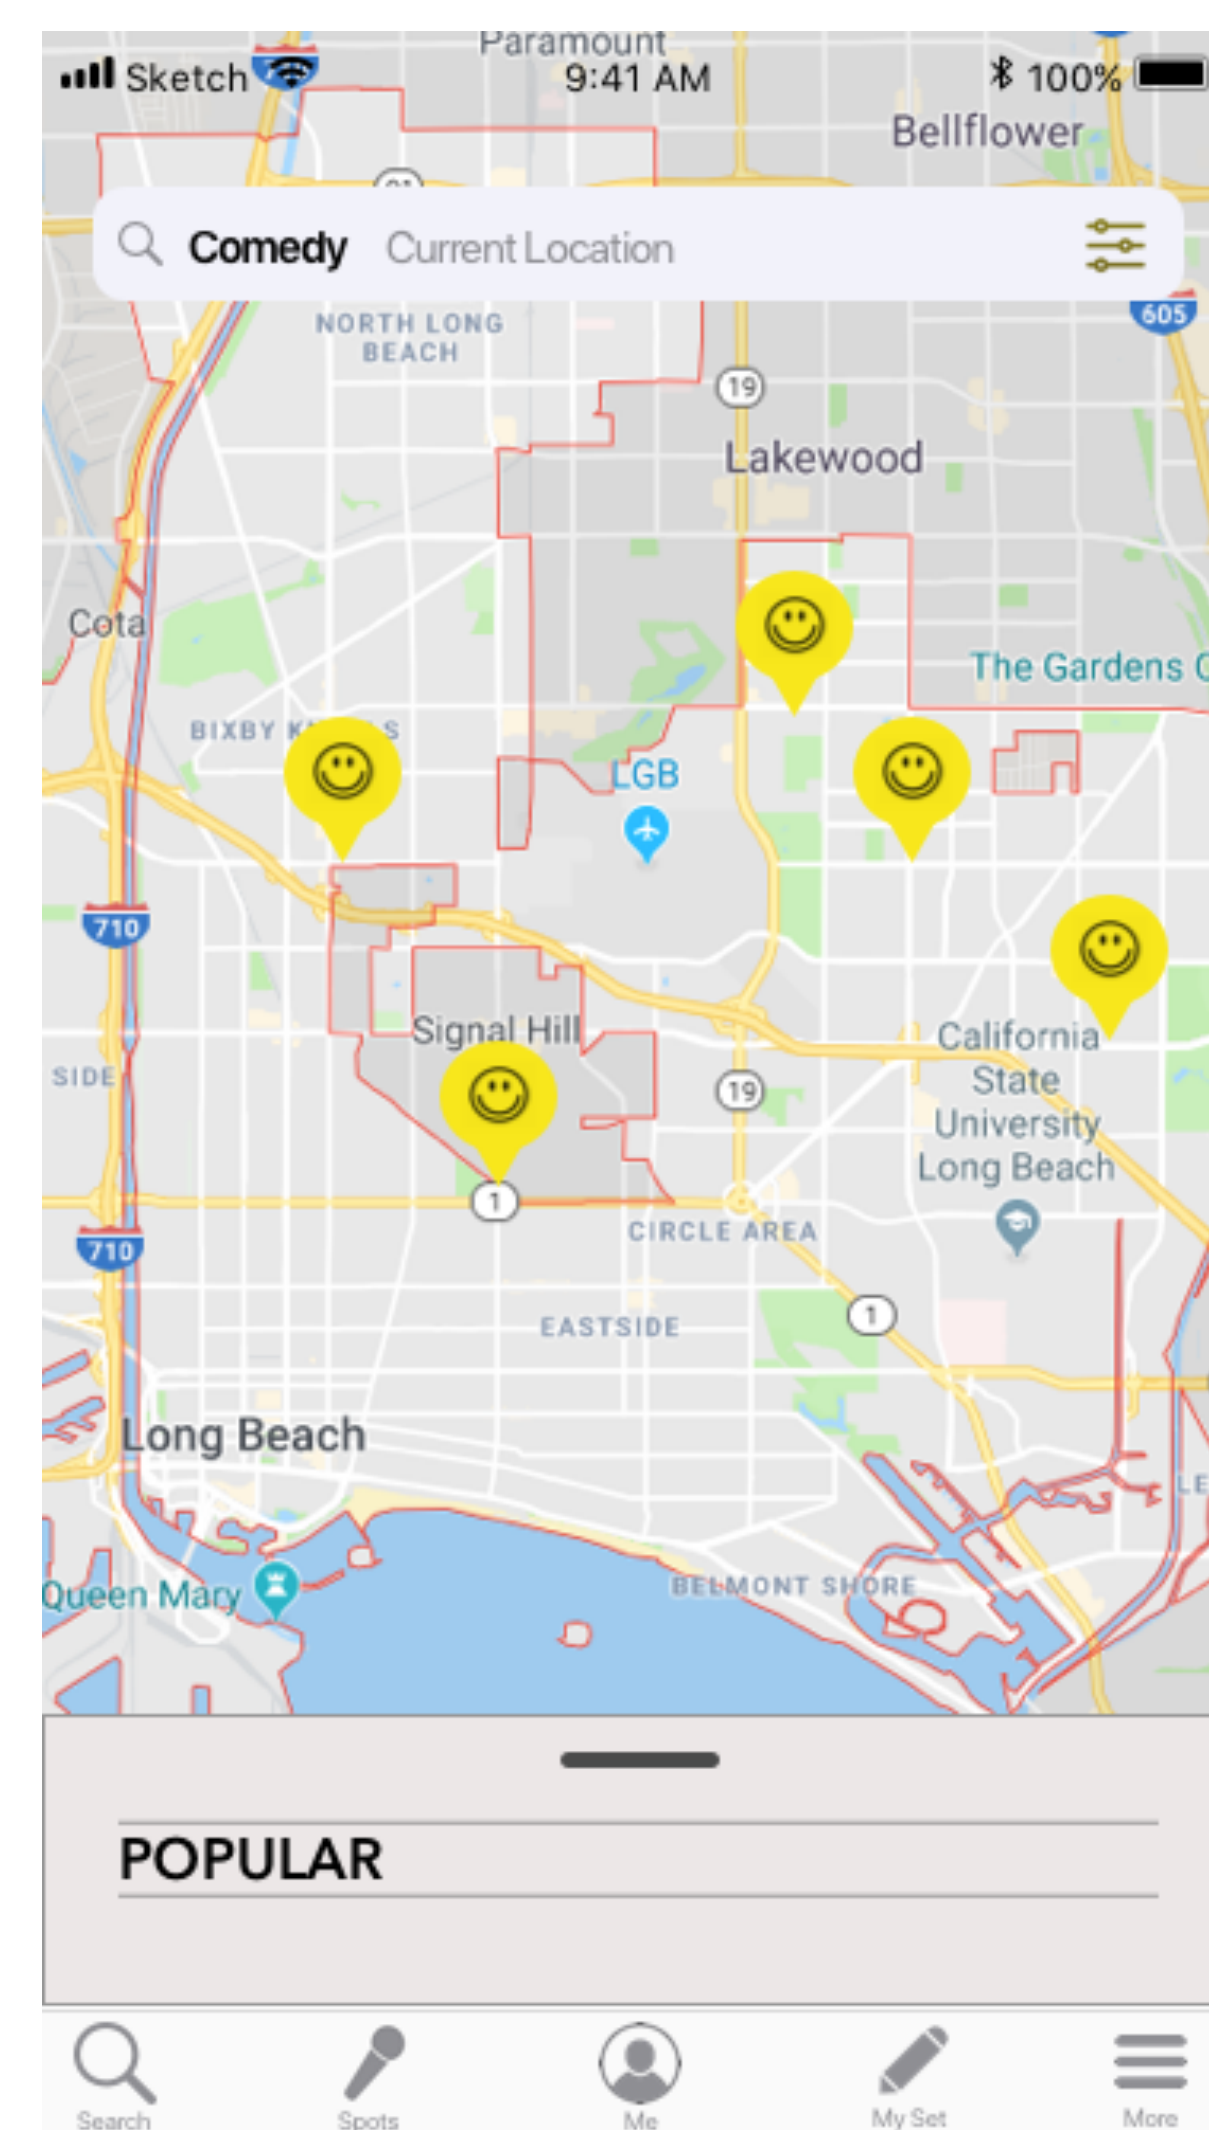 Paramount
Sketch 9:41 AM 100%
Bellflower
Comedy Current Location
605
NORTH LONG
BEACH
19
Lakewood
Cota
The Gardens
BIXBY
LGB
710
Signal Hill
California
State
University
Long Beach
SIDE
19
1
CIRCLE AREA
710
1
EASTSIDE
Long Beach
LE
Queen Mary
BELMONT SHORE
POPULAR
Search
Spots
Me
My Set
More